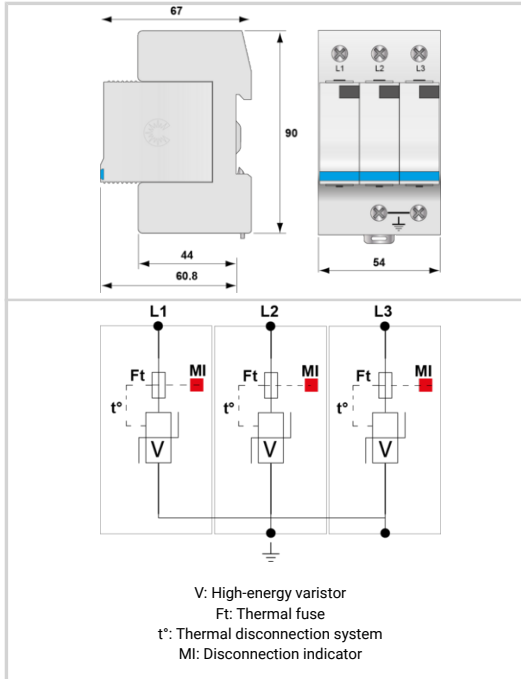 67
L1 L2 L3
90
44
60.8
54
L1 L2 L3
Ft MI Ft MI Ft MI
t° t° t°
V V V
V: High-energy varistor
Ft: Thermal fuse
t°: Thermal disconnection system
MI: Disconnection indicator